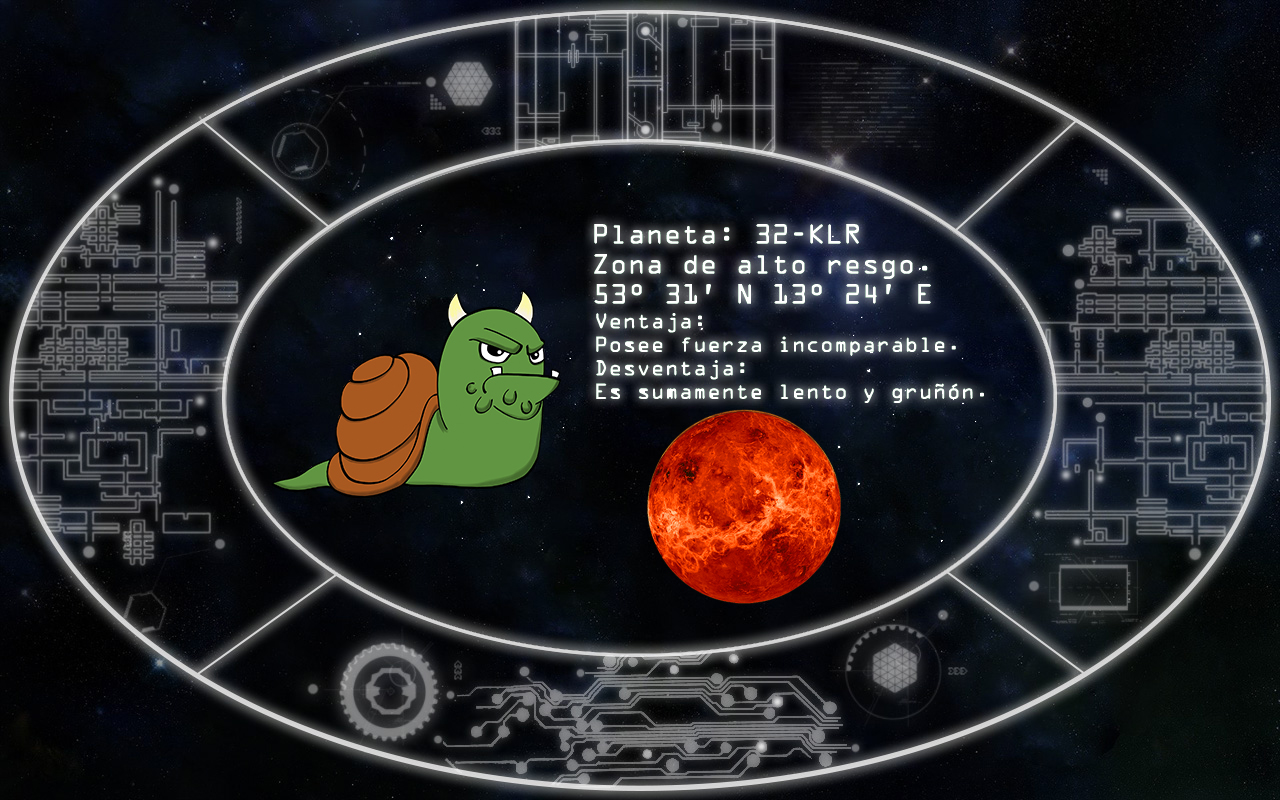 Planeta: 32-KLR
Zona de alto resgo.
53º 31' N 13º 24' E
Ventaja:
Posee fuerza incomparable.
Desventaja:
Es sumamente lento y gruñón.